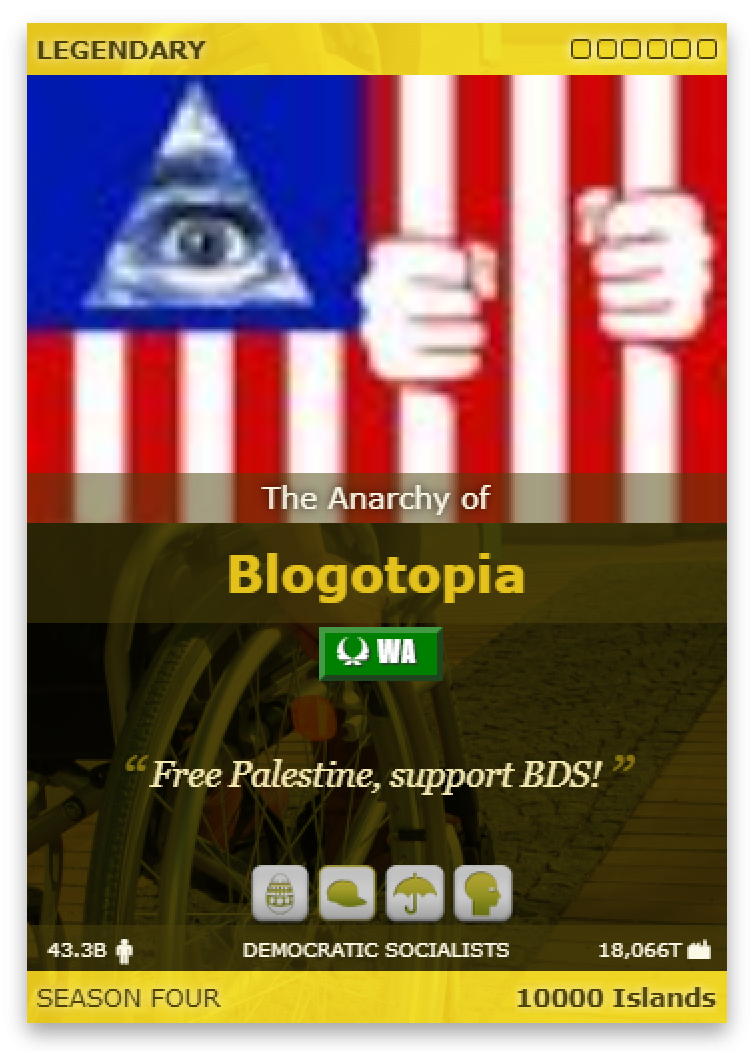 LEGENDARY
The Anarchy of
Blogotopia
WA
“Free Palestine, support BDS!”
43.3B
DEMOCRATIC SOCIALISTS
18,066T
SEASON FOUR
10000 Islands